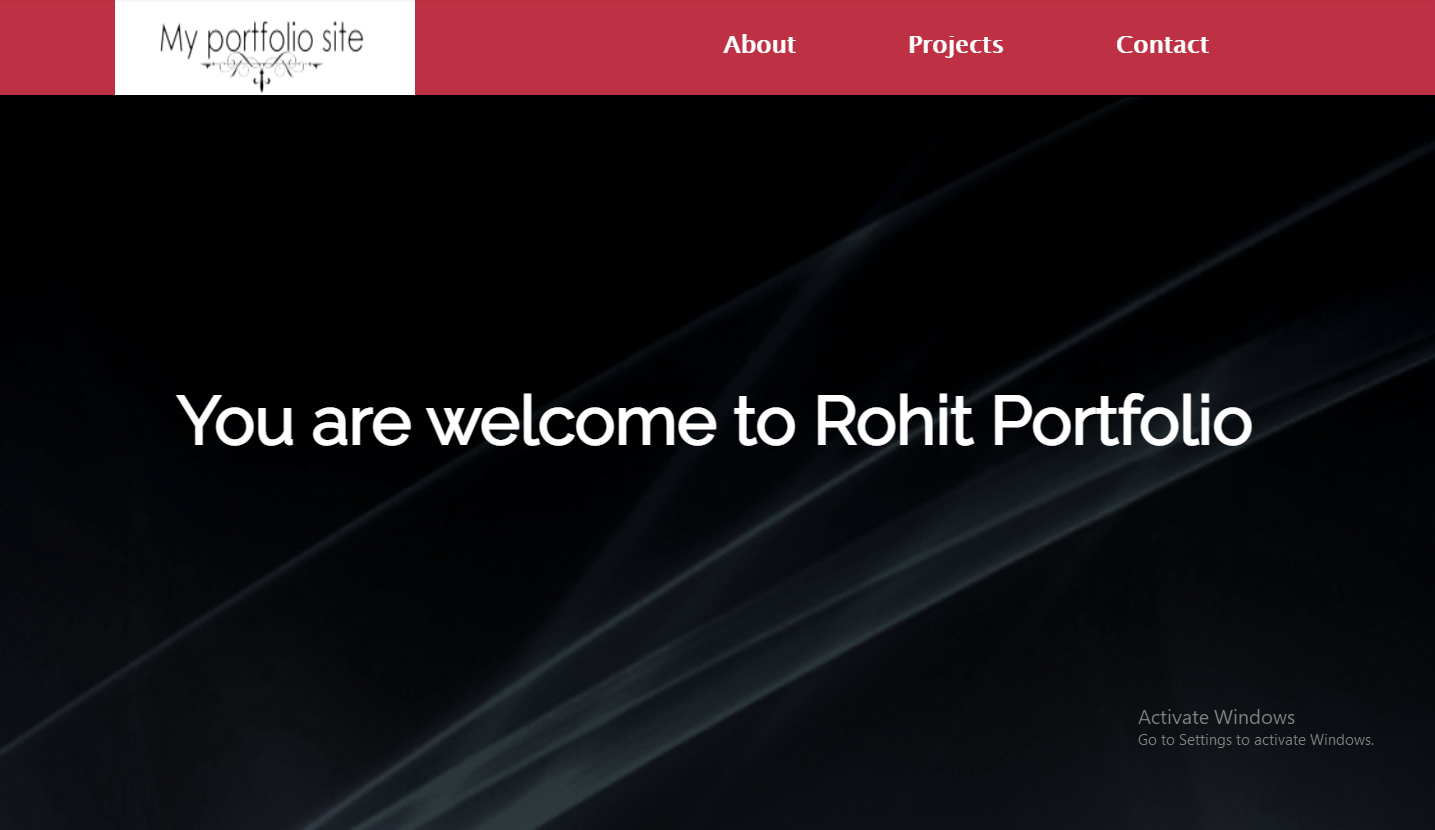 My portfolio site
About Projects Contact
You are welcome to Rohit Portfolio
Activate Windows
Go to Settings to activate Windows.